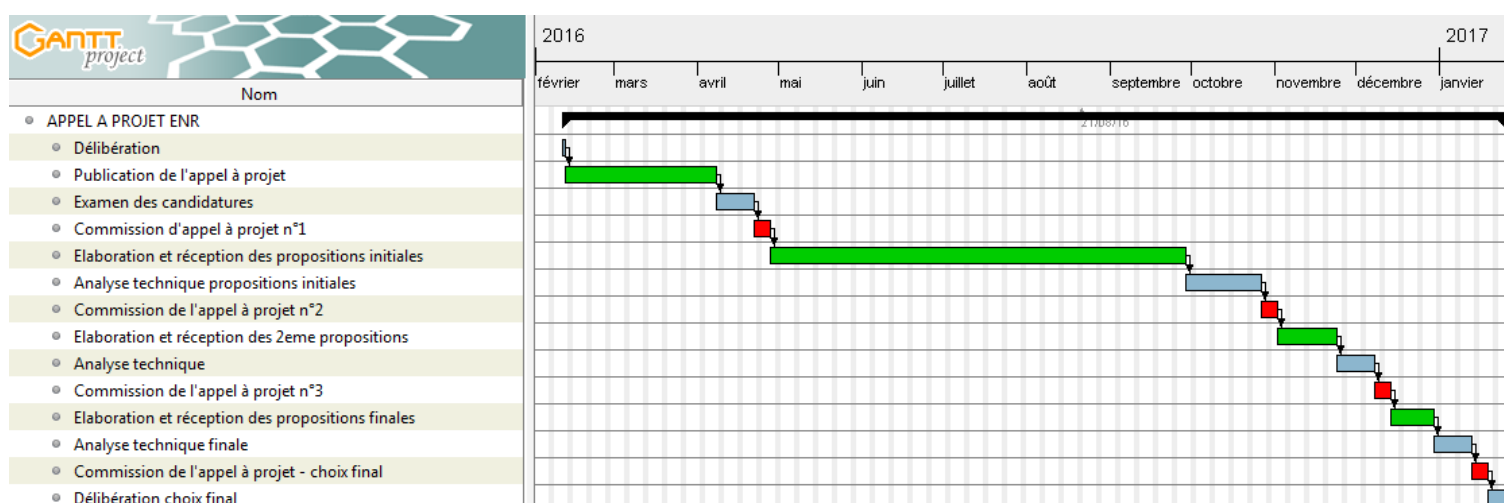 GANTT
project
2016
2017
février mars avril mai juin juillet août septembre octobre novembre décembre janvier
Nom
APPEL A PROJET ENR
21/08/16
Délibération
Publication de l'appel à projet
Examen des candidatures
Commission d'appel à projet n°1
Elaboration et réception des propositions initiales
Analyse technique propositions initiales
Commission de l'appel à projet n°2
Elaboration et réception des 2eme propositions
Analyse technique
Commission de l'appel à projet n°3
Elaboration et réception des propositions finales
Analyse technique finale
Commission de l'appel à projet - choix final
Délibération choix final